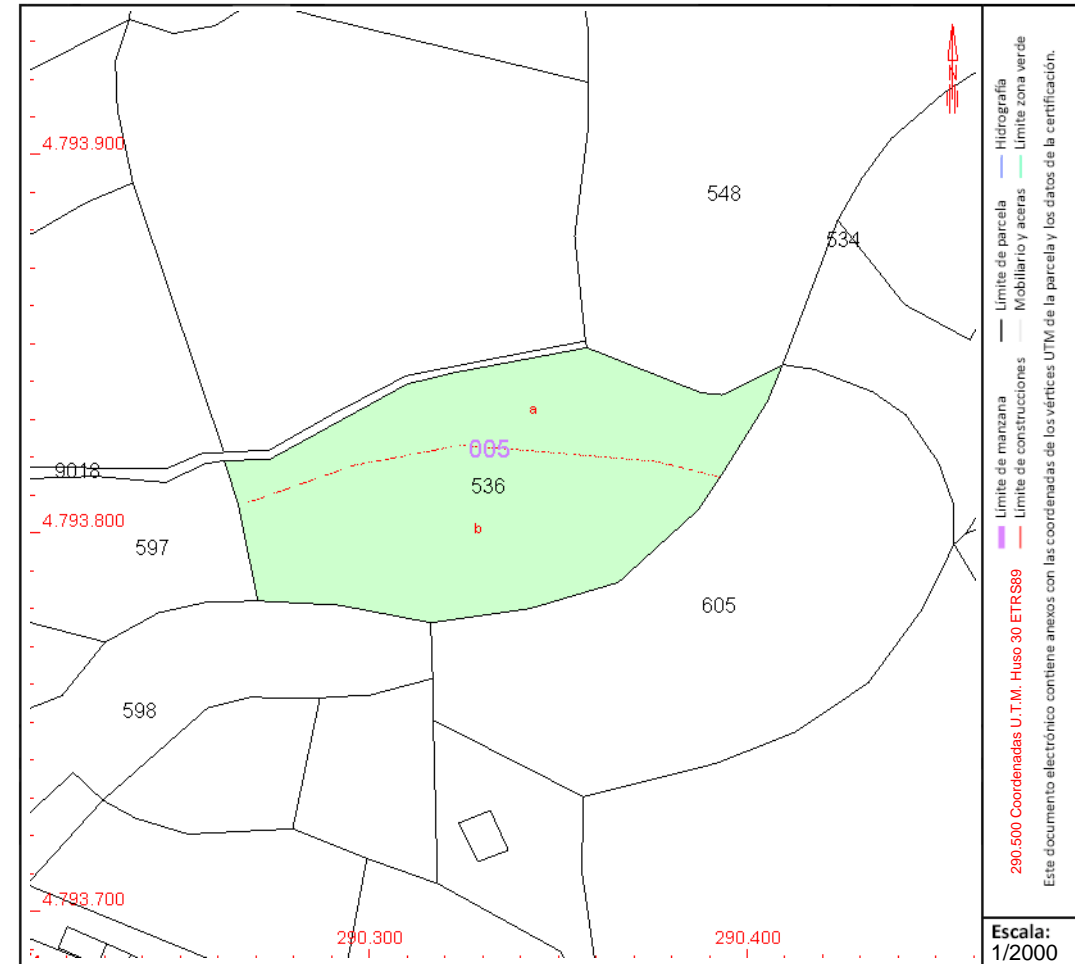 4.793.900
548
534
a
005
9018
536
4.793.800
b
597
605
598
4.793.700
290.300
290.400
N
Límite de manzana
Límite de parcela
Hidrografía
Límite de construcciones
Mobiliario y aceras
Límite zona verde
290.500 Coordenadas U.T.M. Huso 30 ETRS89
Este documento electrónico contiene anexos con las coordenadas de los vértices UTM de la parcela y los datos de la certificación.
Escala:
1/2000